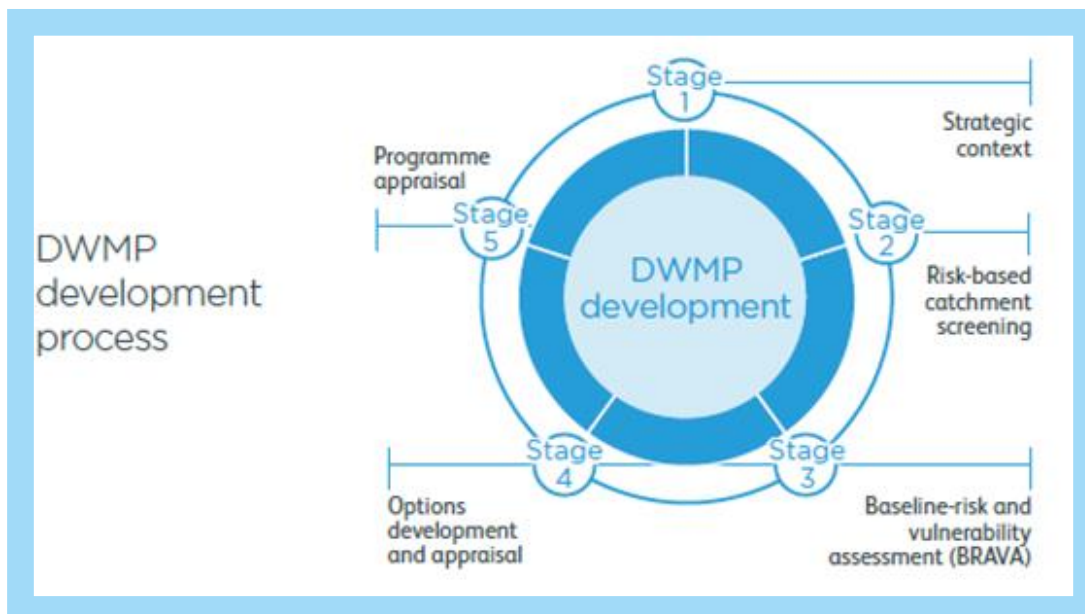 DWMP
development
process
DWMP
development
Stage
1
Strategic
context
Stage
2
Risk-based
catchment
screening
Stage
3
Baseline-risk and
vulnerability
assessment (BRAVA)
Stage
4
Options
development
and appraisal
Stage
5
Programme
appraisal